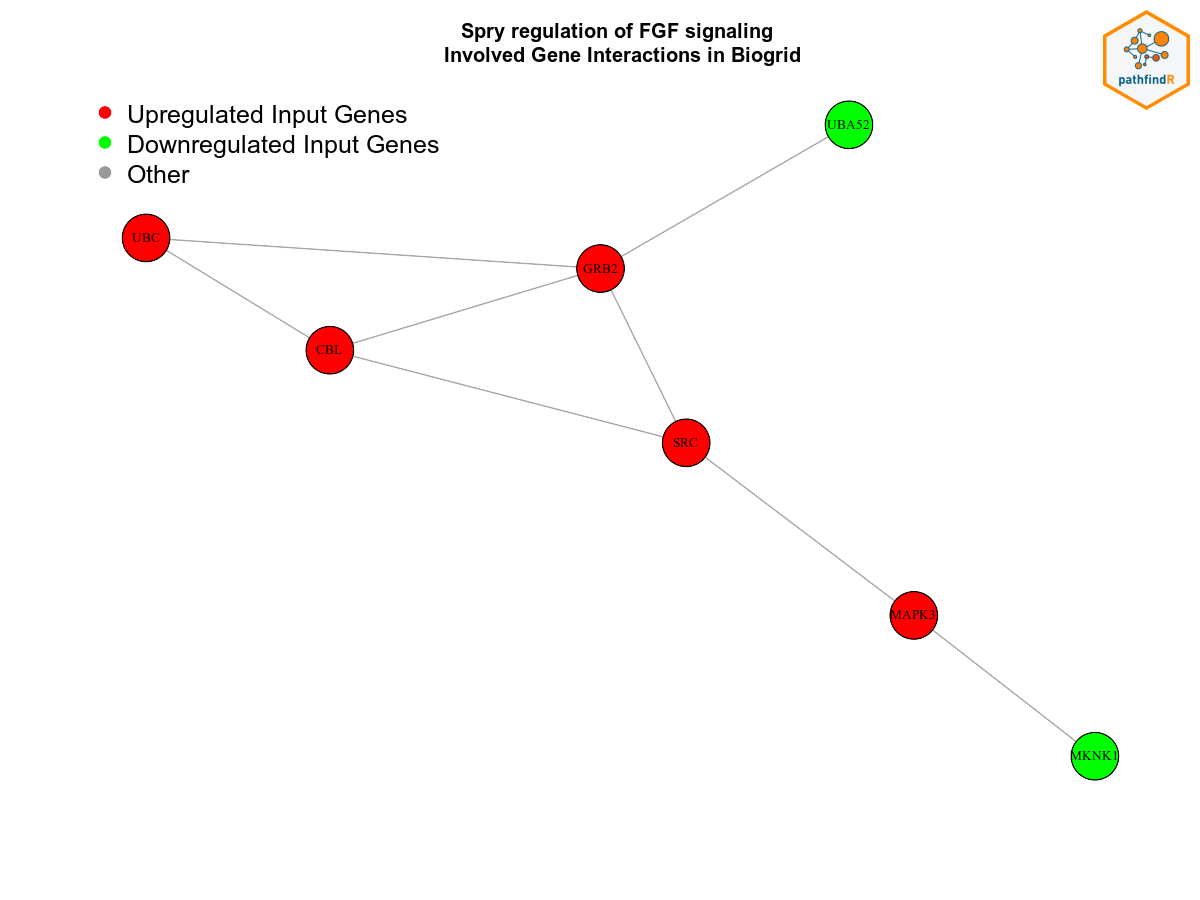 Spry regulation of FGF signaling
Involved Gene Interactions in Biogrid
pathfindR
Upregulated Input Genes
Downregulated Input Genes
Other
UBA52
UBC
GRB2
CBL
SRC
MAPK3
MKNK1